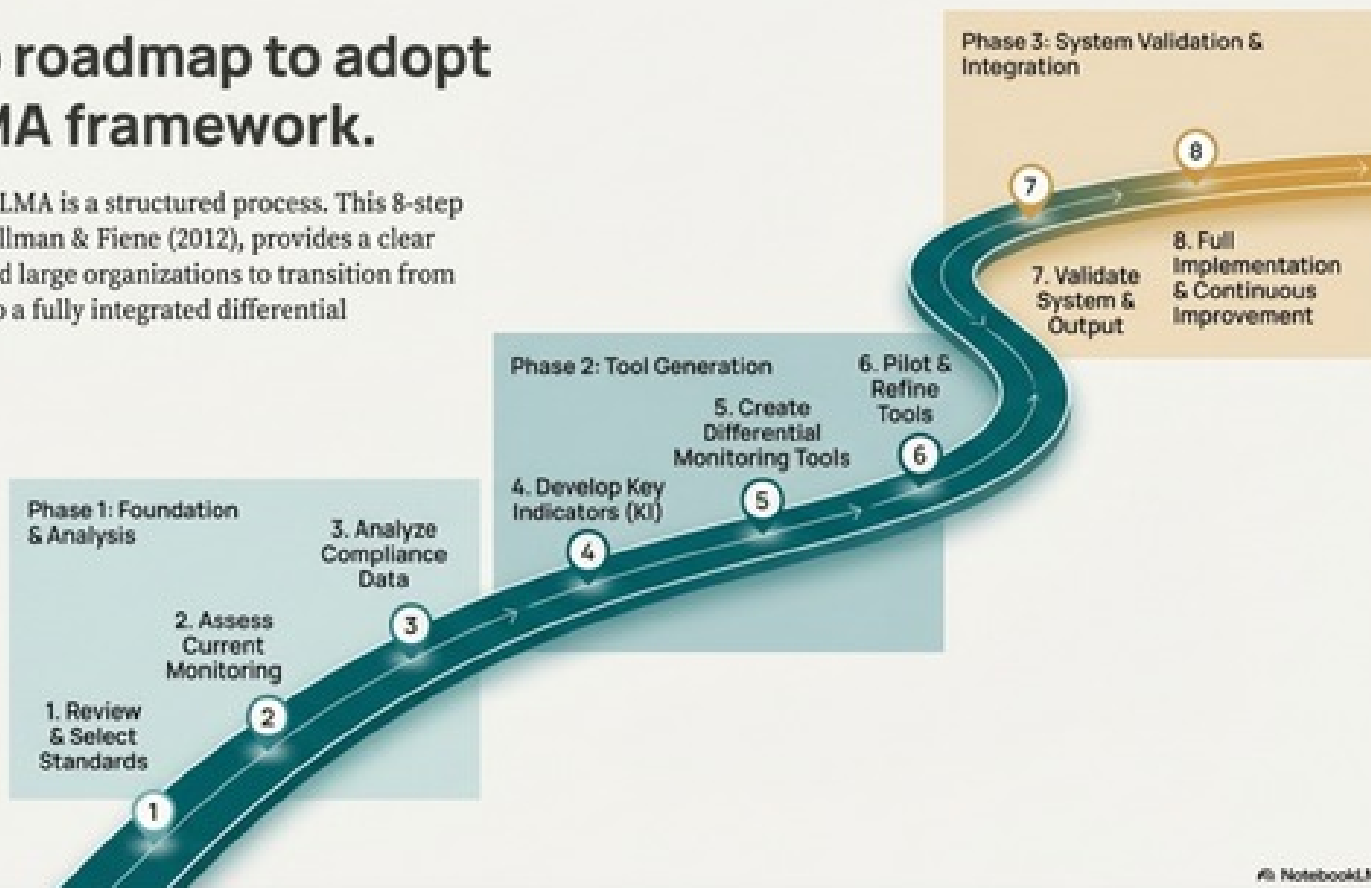 roadmap to adopt
MA framework.
LMA is a structured process. This 8-step
llman & Fiene (2012), provides a clear
d large organizations to transition from
o a fully integrated differential
Phase 1: Foundation
& Analysis
1. Review
& Select
Standards
2. Assess
Current
Monitoring
3. Analyze
Compliance
Data
1
2
3
Phase 2: Tool Generation
4. Develop Key
Indicators (KI)
5. Create
Differential
Monitoring Tools
6. Pilot &
Refine
Tools
4
5
6
Phase 3: System Validation &
Integration
7
8
7. Validate
System &
Output
8. Full
Implementation
& Continuous
Improvement
NotebookLM